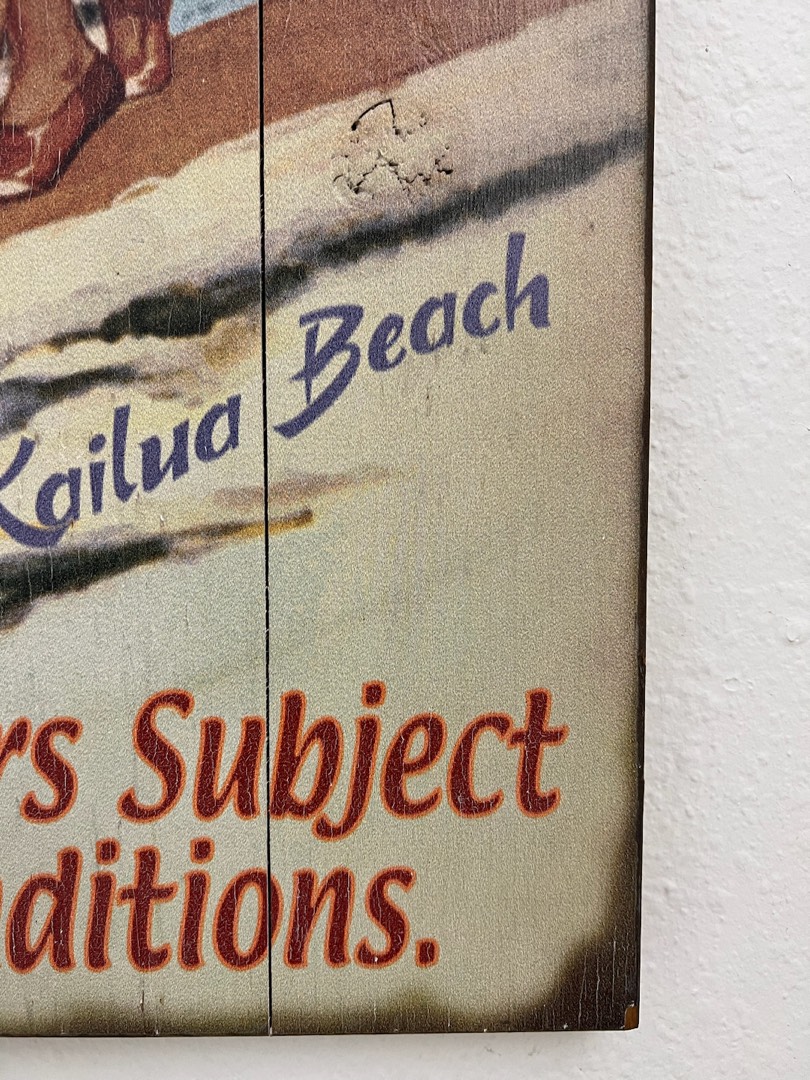 Kailua Beach
rs Subject
ditions.